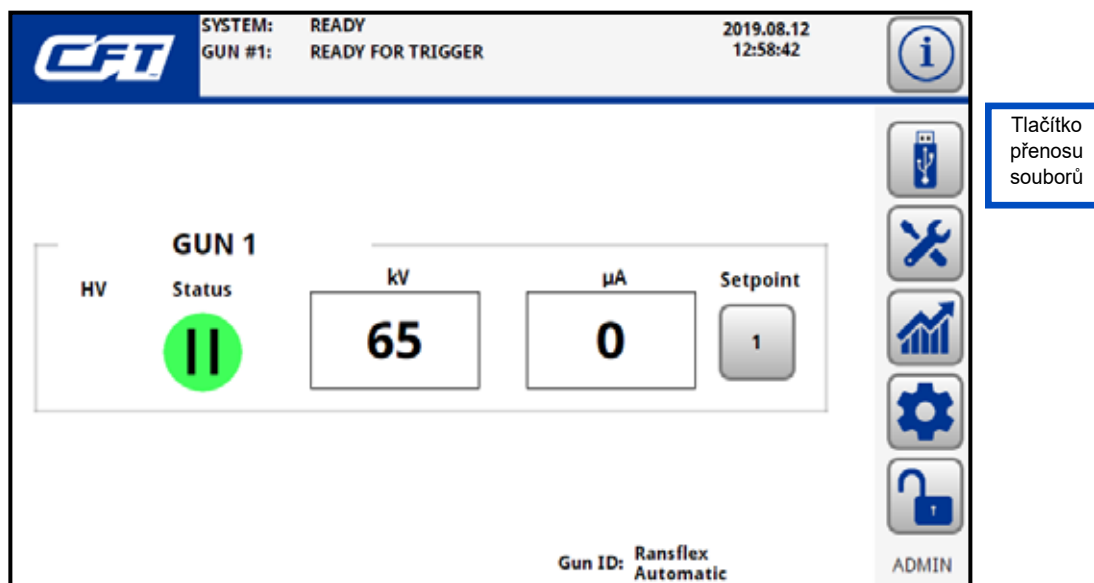 CFT
SYSTEM: READY
GUN #1: READY FOR TRIGGER
2019.08.12
12:58:42
i
Tlačítko
přenosu
souborů
GUN 1
HV Status kV µA Setpoint
65 0 1
Gun ID: Ransflex
Automatic
ADMIN